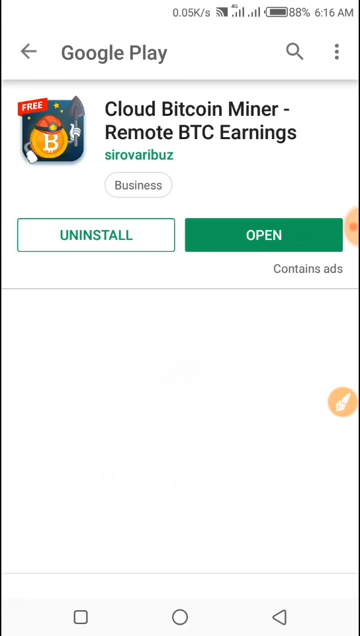 0.05K/s 4G 88% 6:16 AM
Google Play
FREE
Cloud Bitcoin Miner -
Remote BTC Earnings
sirovaribuz
Business
UNINSTALL
OPEN
Contains ads